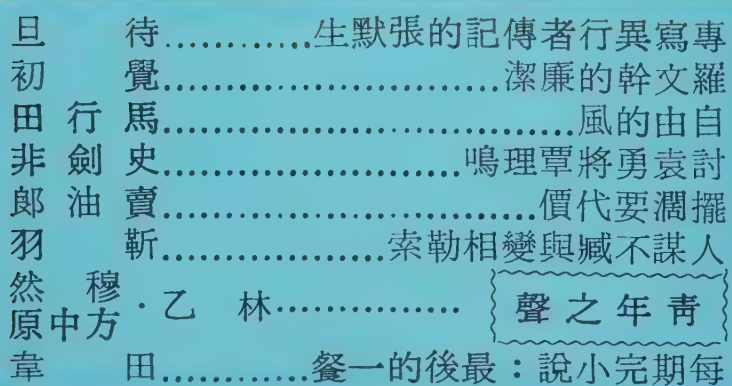 專寫異行者傳記的張默生…………待旦
羅文幹的廉潔…………覺初
自由的風…………馬行田
討袁勇將覃理鳴…………史劍非
擺濶要代價…………賣油郎
人謀不臧與變相勒索…………靳羽
青年之聲…………林乙·穆然 方中原
每期完小說：最後的一餐…………田韋